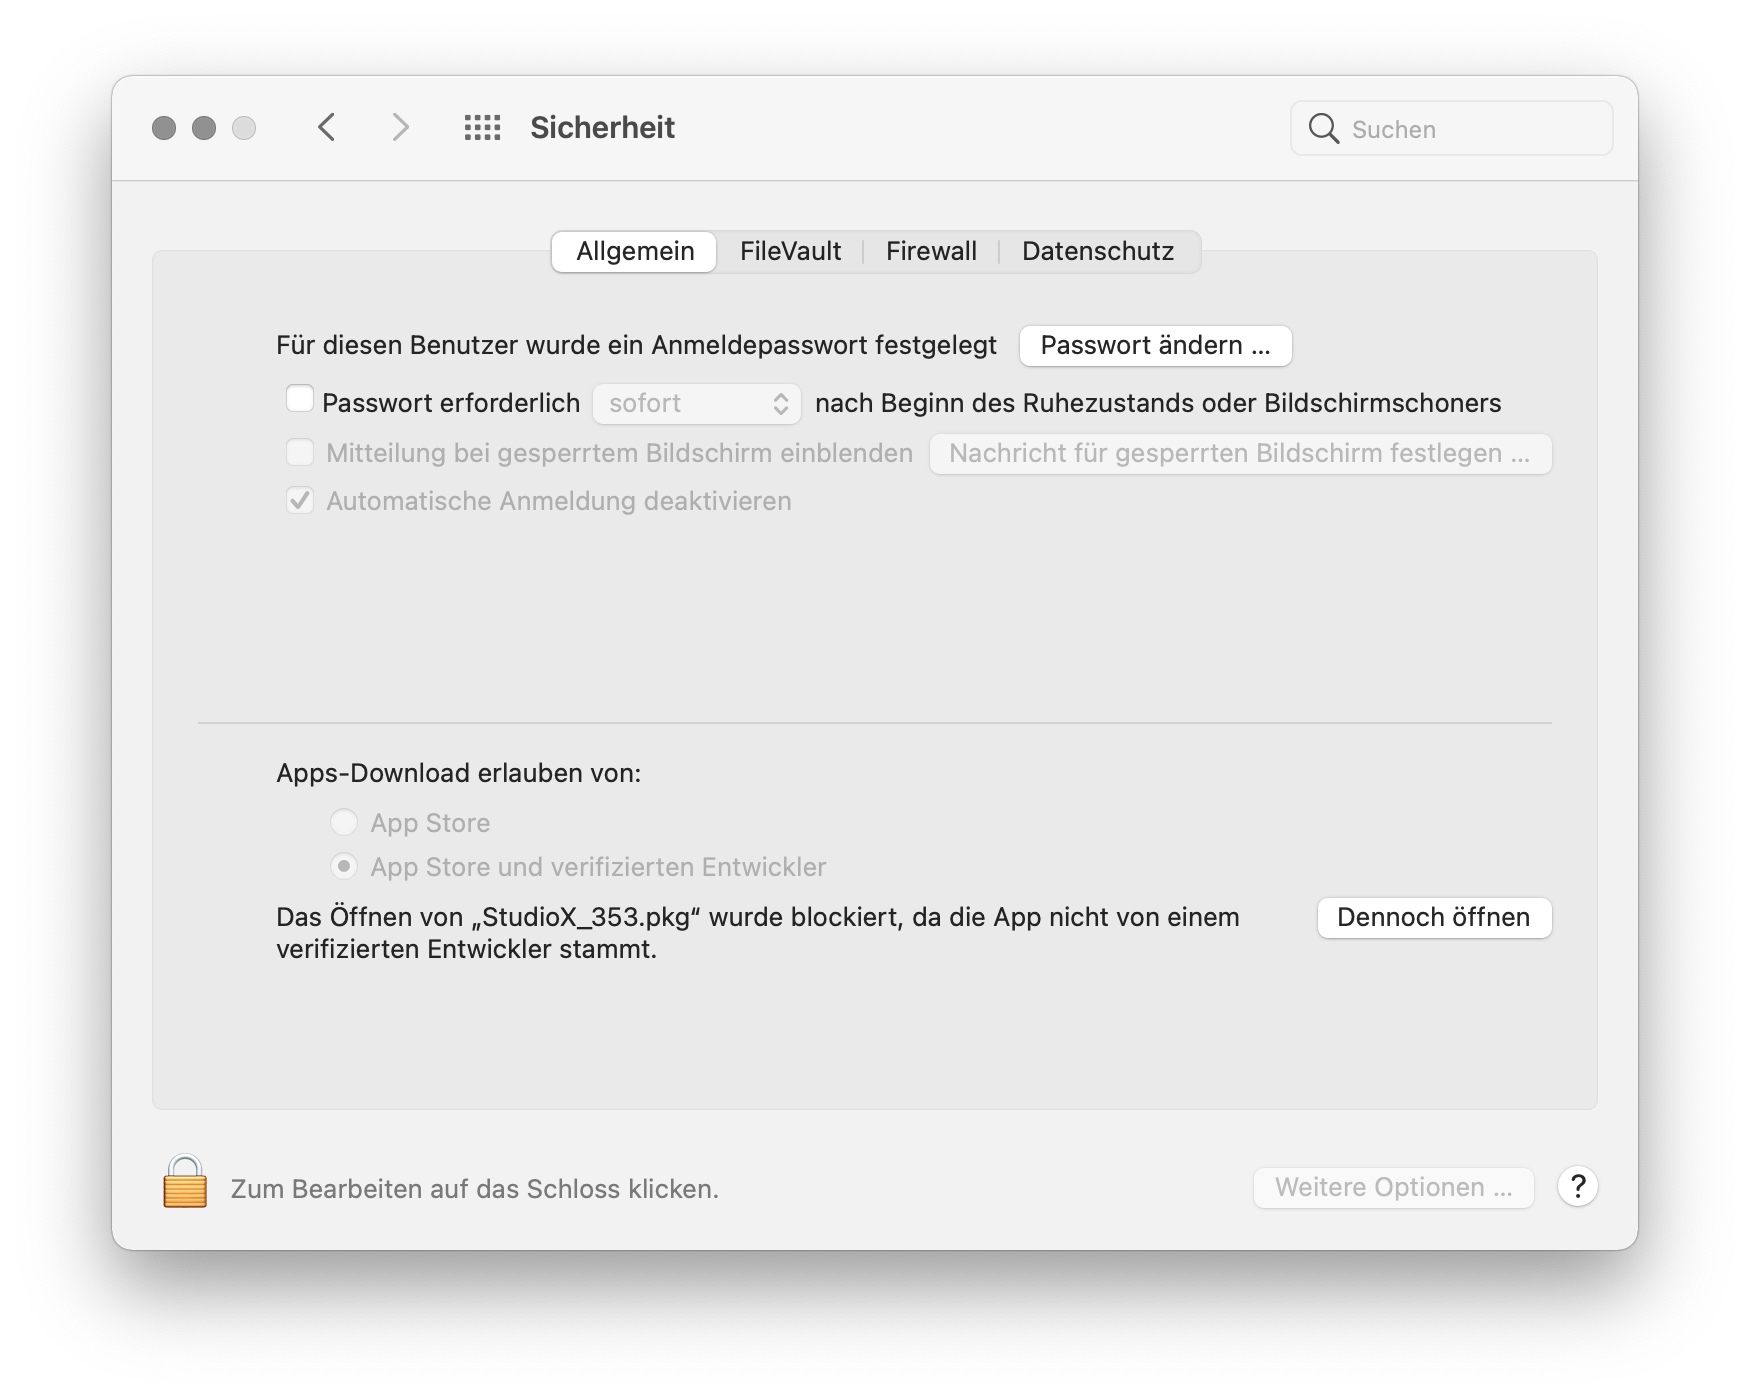 Sicherheit
Suchen
Allgemein
FileVault
Firewall
Datenschutz
Für diesen Benutzer wurde ein Anmeldepasswort festgelegt
Passwort ändern ...
Passwort erforderlich
sofort
nach Beginn des Ruhezustands oder Bildschirmschoners
Mitteilung bei gesperrtem Bildschirm einblenden
Nachricht für gesperrten Bildschirm festlegen ...
Automatische Anmeldung deaktivieren
Apps-Download erlauben von:
App Store
App Store und verifizierten Entwickler
Das Öffnen von „StudioX_353.pkg“ wurde blockiert, da die App nicht von einem
verifizierten Entwickler stammt.
Dennoch öffnen
Zum Bearbeiten auf das Schloss klicken.
Weitere Optionen ...
?